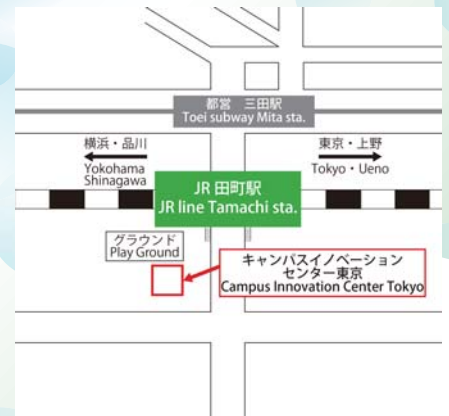 都営　三田駅
Toei subway Mita sta.
横浜・品川
Yokohama
Shinagawa
東京・上野
Tokyo・Ueno
JR 田町駅
JR line Tamachi sta.
グラウンド
Play Ground
キャンパスイノベーション
センター東京
Campus Innovation Center Tokyo